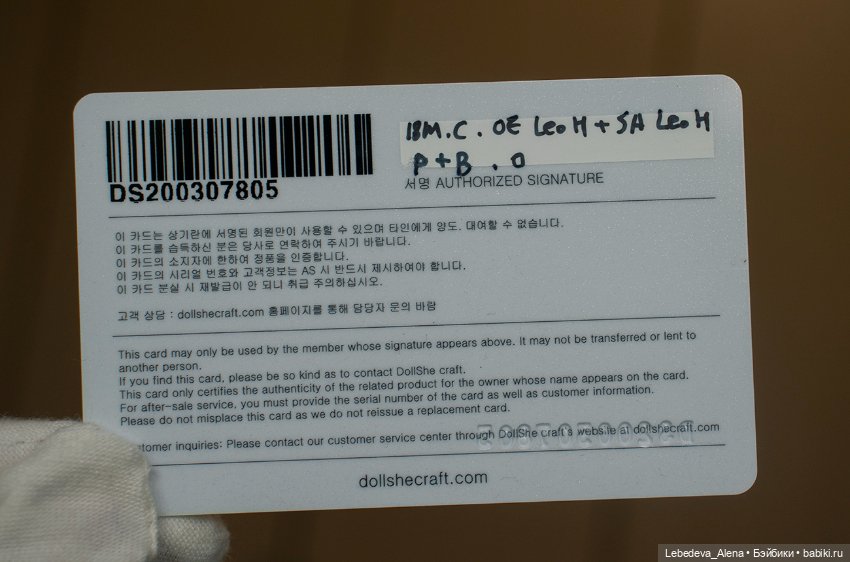 18M.C. OE Leo H + SA Leo H
P + B . O
DS200307805
서명 AUTHORIZED SIGNATURE
이 카드는 상기란에 서명된 회원만이 사용할 수 있으며 타인에게 양도. 대여할 수 없습니다.
이 카드를 습득하신 분은 당사로 연락하여 주시기 바랍니다.
이 카드의 소지자에 한하여 정품을 인증합니다.
이 카드의 시리얼 번호와 고객정보는 AS 시 반드시 제시하여야 합니다.
이 카드 분실 시 재발급이 안 되니 취급 주의하십시오.
고객 상담 : dollshecraft.com 홈페이지를 통해 담당자 문의 바람
This card may only be used by the member whose signature appears above. It may not be transferred or lent to
another person.
If you find this card, please be so kind as to contact DollShe craft.
This card only certifies the authenticity of the related product for the owner whose name appears on the card.
For after-sale service, you must provide the serial number of the card as well as customer information.
Please do not misplace this card as we do not reissue a replacement card.
tomer inquiries: Please contact our customer service center through DollShe craft's website at dollshecraft.com
dollshecraft.com
Lebedeva_Alena • Бэйбики • babiki.ru